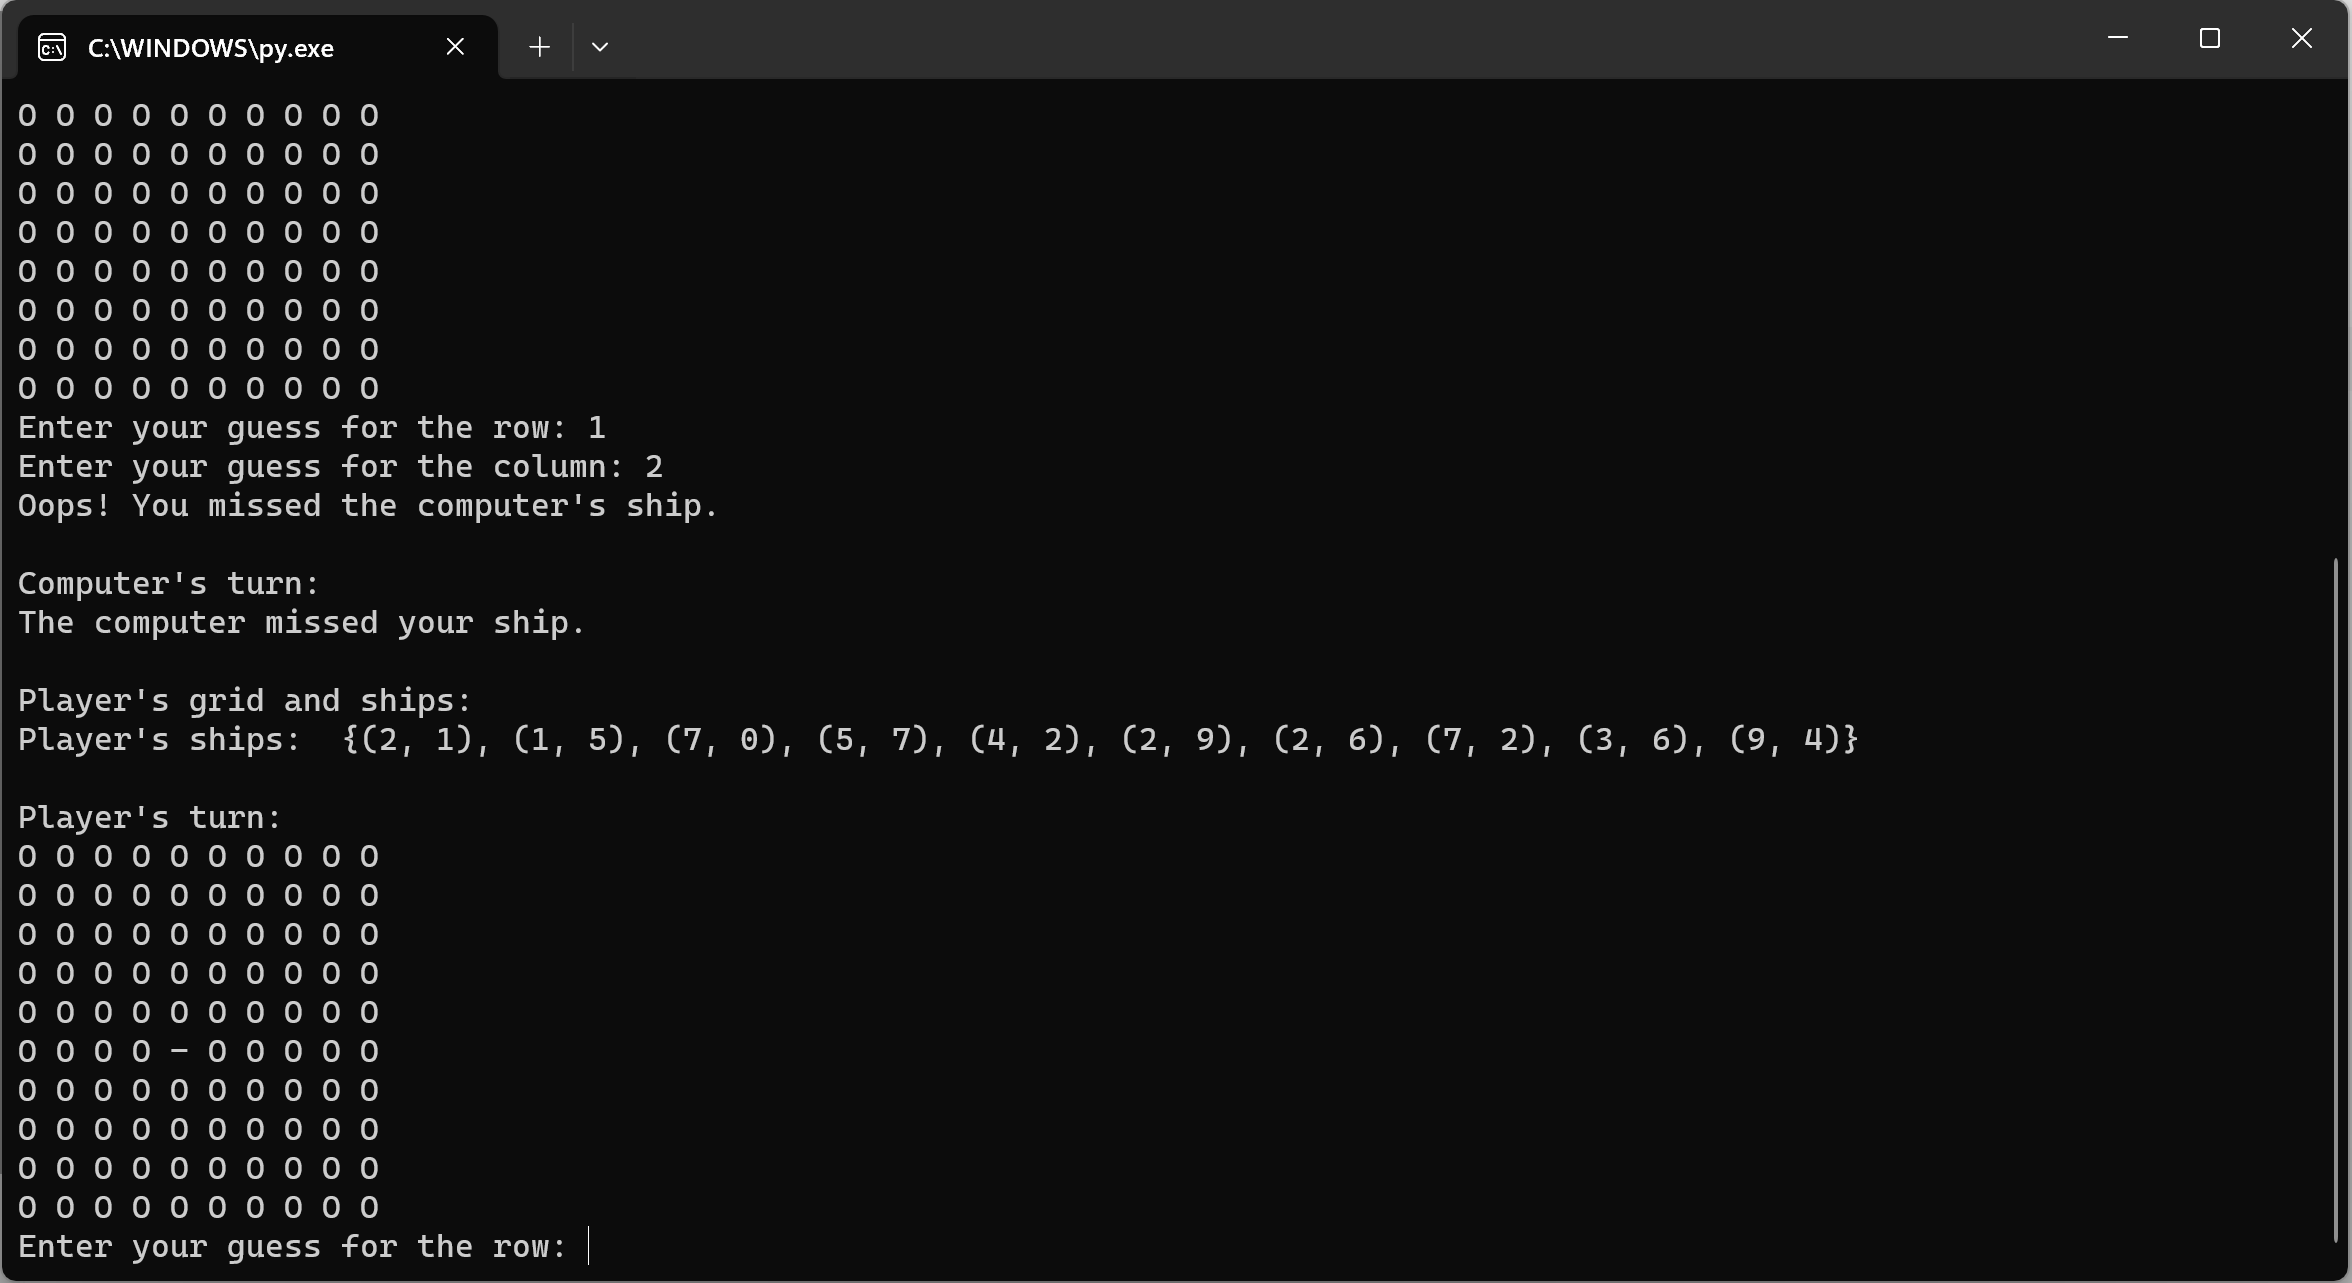 C:\WINDOWS\py.exe
O O O O O O O O O O
O O O O O O O O O O
O O O O O O O O O O
O O O O O O O O O O
O O O O O O O O O O
O O O O O O O O O O
O O O O O O O O O O
O O O O O O O O O O
Enter your guess for the row: 1
Enter your guess for the column: 2
Oops! You missed the computer's ship.
Computer's turn:
The computer missed your ship.
Player's grid and ships:
Player's ships:  {(2, 1), (1, 5), (7, 0), (5, 7), (4, 2), (2, 9), (2, 6), (7, 2), (3, 6), (9, 4)}
Player's turn:
O O O O O O O O O O
O O O O O O O O O O
O O O O O O O O O O
O O O O O O O O O O
O O O O O O O O O O
O O O O - O O O O O
O O O O O O O O O O
O O O O O O O O O O
O O O O O O O O O O
O O O O O O O O O O
Enter your guess for the row: